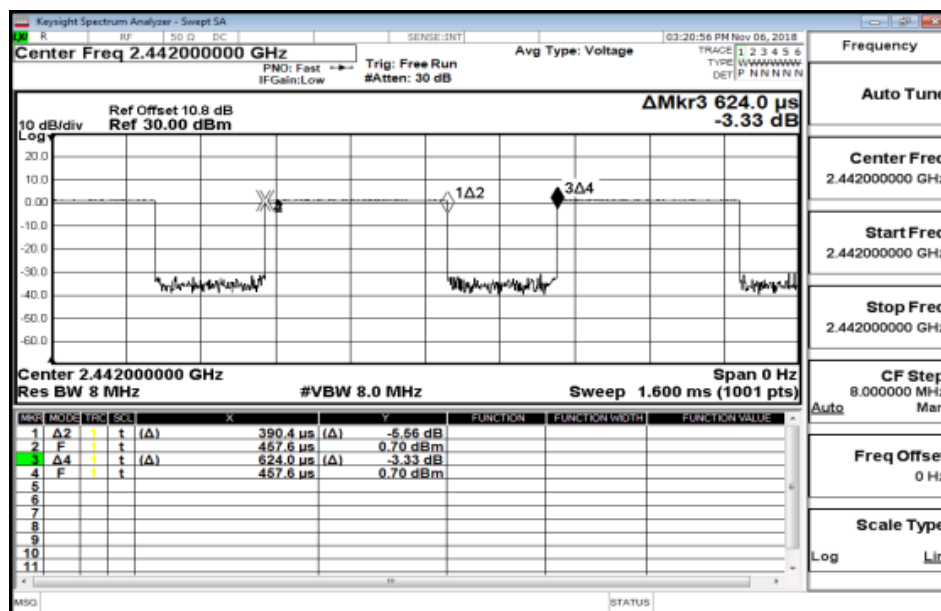 Keysight Spectrum Analyzer - Swept SA
R RF 50 Ω DC SENSE:INT 03:20:56 PM Nov 06, 2018
Center Freq 2.442000000 GHz
PNO: Fast
IFGain:Low
Trig: Free Run
#Atten: 30 dB
Avg Type: Voltage
TRACE 1 2 3 4 5 6
TYPE WWWWWW
DET P N N N N N
Ref Offset 10.8 dB
10 dB/div Ref 30.00 dBm
Log
ΔMkr3 624.0 µs
-3.33 dB
20.0
10.0
0.00
-10.0
-20.0
-30.0
-40.0
-50.0
-60.0
1Δ2
3Δ4
Center 2.442000000 GHz Span 0 Hz
Res BW 8 MHz #VBW 8.0 MHz Sweep 1.600 ms (1001 pts)
MKR MODE TRC SCL X Y FUNCTION FUNCTION WIDTH FUNCTION VALUE
1 Δ2 1 t (Δ) 390.4 µs (Δ) -5.56 dB
2 F 1 t 457.6 µs 0.70 dBm
3 Δ4 1 t (Δ) 624.0 µs (Δ) -3.33 dB
4 F 1 t 457.6 µs 0.70 dBm
5
6
7
8
9
10
11
MSG STATUS
Frequency
Auto Tune
Center Freq
2.442000000 GHz
Start Freq
2.442000000 GHz
Stop Freq
2.442000000 GHz
CF Step
8.000000 MHz
Auto Man
Freq Offset
0 Hz
Scale Type
Log Lin